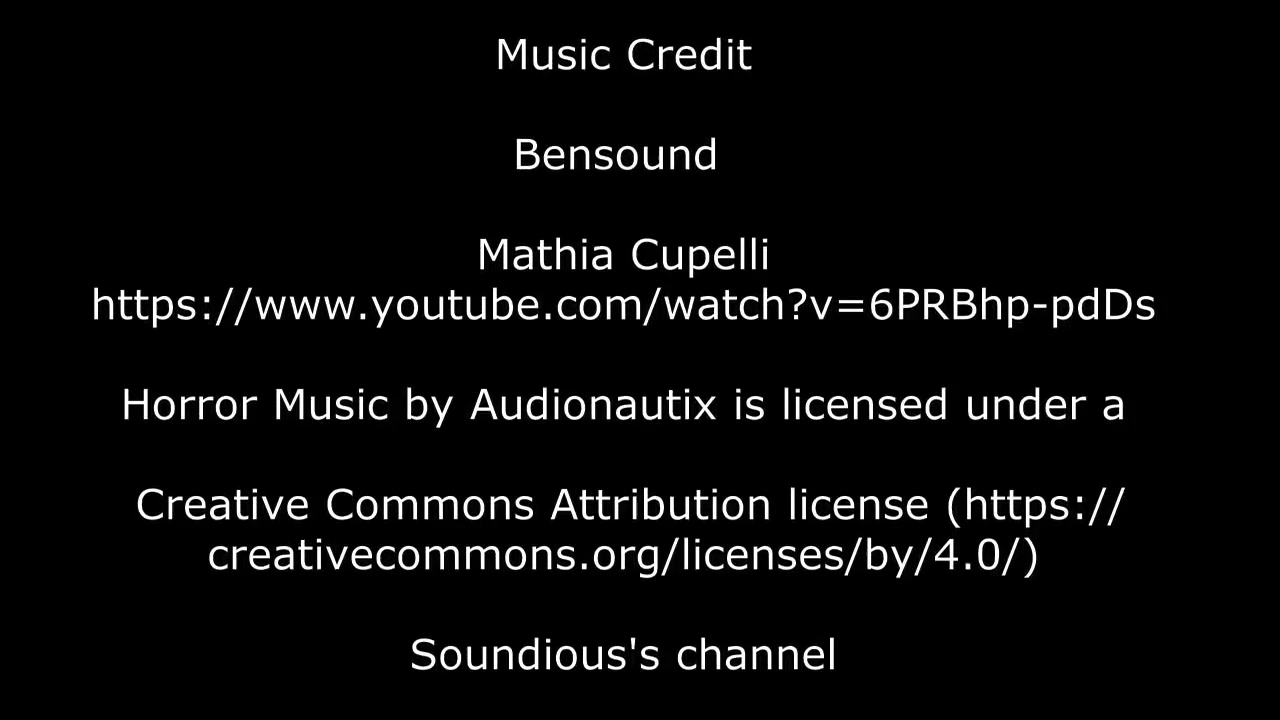 Music Credit
Bensound
Mathia Cupelli
https://www.youtube.com/watch?v=6PRBhp-pdDs
Horror Music by Audionautix is licensed under a
Creative Commons Attribution license (https://
creativecommons.org/licenses/by/4.0/)
Soundious's channel